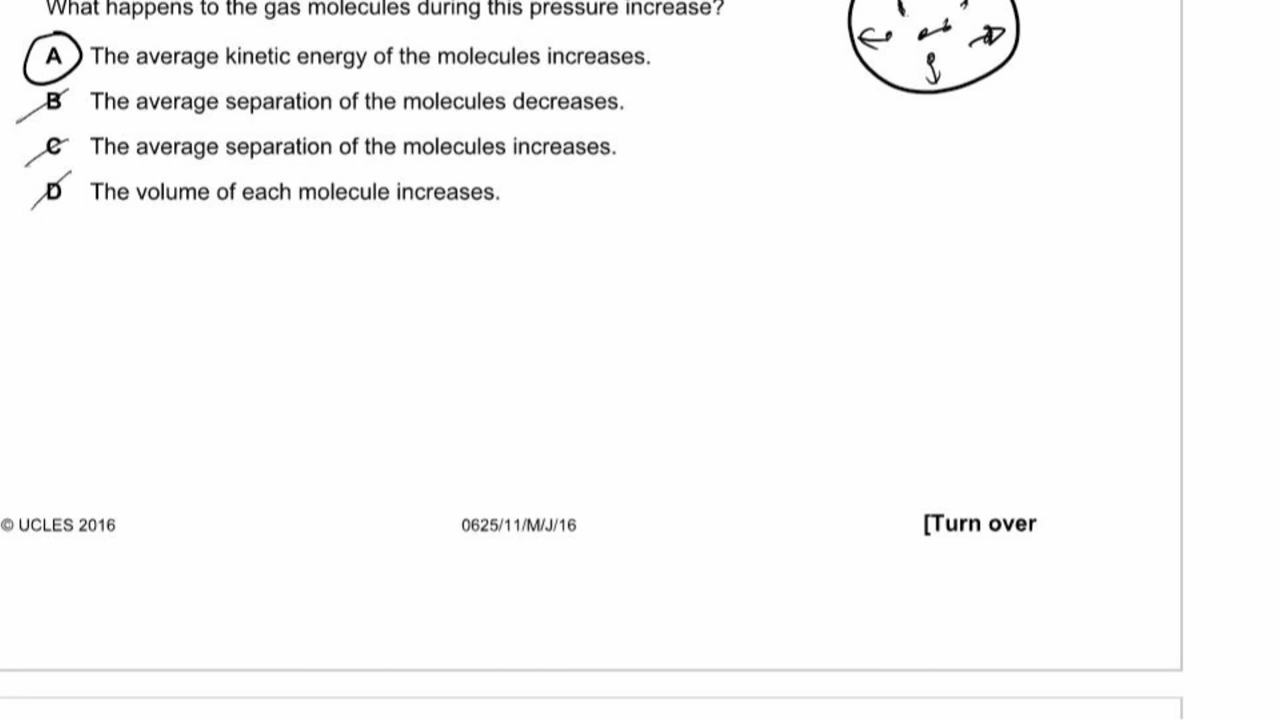 What happens to the gas molecules during this pressure increase?
A The average kinetic energy of the molecules increases.
B The average separation of the molecules decreases.
C The average separation of the molecules increases.
D The volume of each molecule increases.
© UCLES 2016 0625/11/M/J/16 [Turn over